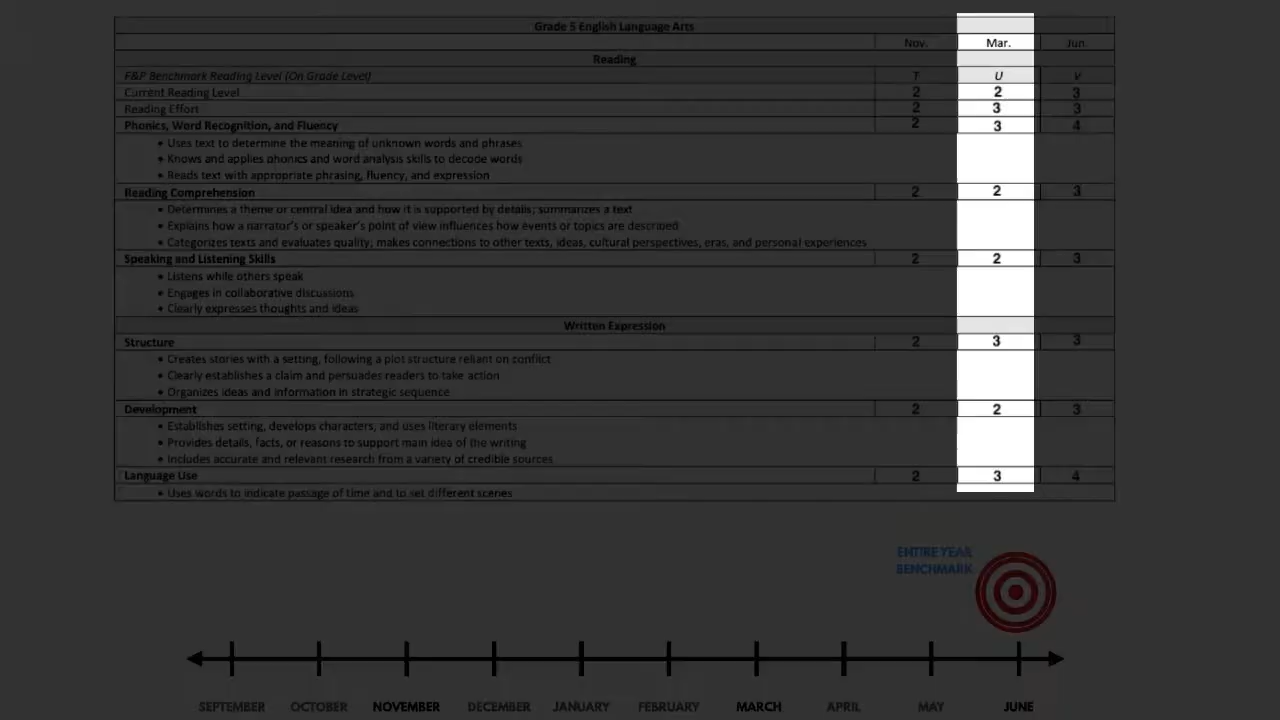 Grade 5 English Language Arts
Nov. Mar. Jun.
Reading
F&P Benchmark Reading Level (On Grade Level) T U V
Current Reading Level 2 2 3
Reading Effort 2 3 3
Phonics, Word Recognition, and Fluency 2 3 4
• Uses text to determine the meaning of unknown words and phrases
• Knows and applies phonics and word analysis skills to decode words
• Reads text with appropriate phrasing, fluency, and expression
Reading Comprehension 2 2 3
• Determines a theme or central idea and how it is supported by details; summarizes a text
• Explains how a narrator's or speaker's point of view influences how events or topics are described
• Categorizes texts and evaluates quality; makes connections to other texts, ideas, cultural perspectives, eras, and personal experiences
Speaking and Listening Skills 2 2 3
• Listens while others speak
• Engages in collaborative discussions
• Clearly expresses thoughts and ideas
Written Expression
Structure 2 3 3
• Creates stories with a setting, following a plot structure reliant on conflict
• Clearly establishes a claim and persuades readers to take action
• Organizes ideas and information in strategic sequence
Development 2 2 3
• Establishes setting, develops characters, and uses literary elements
• Provides details, facts, or reasons to support main idea of the writing
• Includes accurate and relevant research from a variety of credible sources
Language Use 2 3 4
• Uses words to indicate passage of time and to set different scenes
ENTIRE YEAR
BENCHMARK
SEPTEMBER OCTOBER NOVEMBER DECEMBER JANUARY FEBRUARY MARCH APRIL MAY JUNE